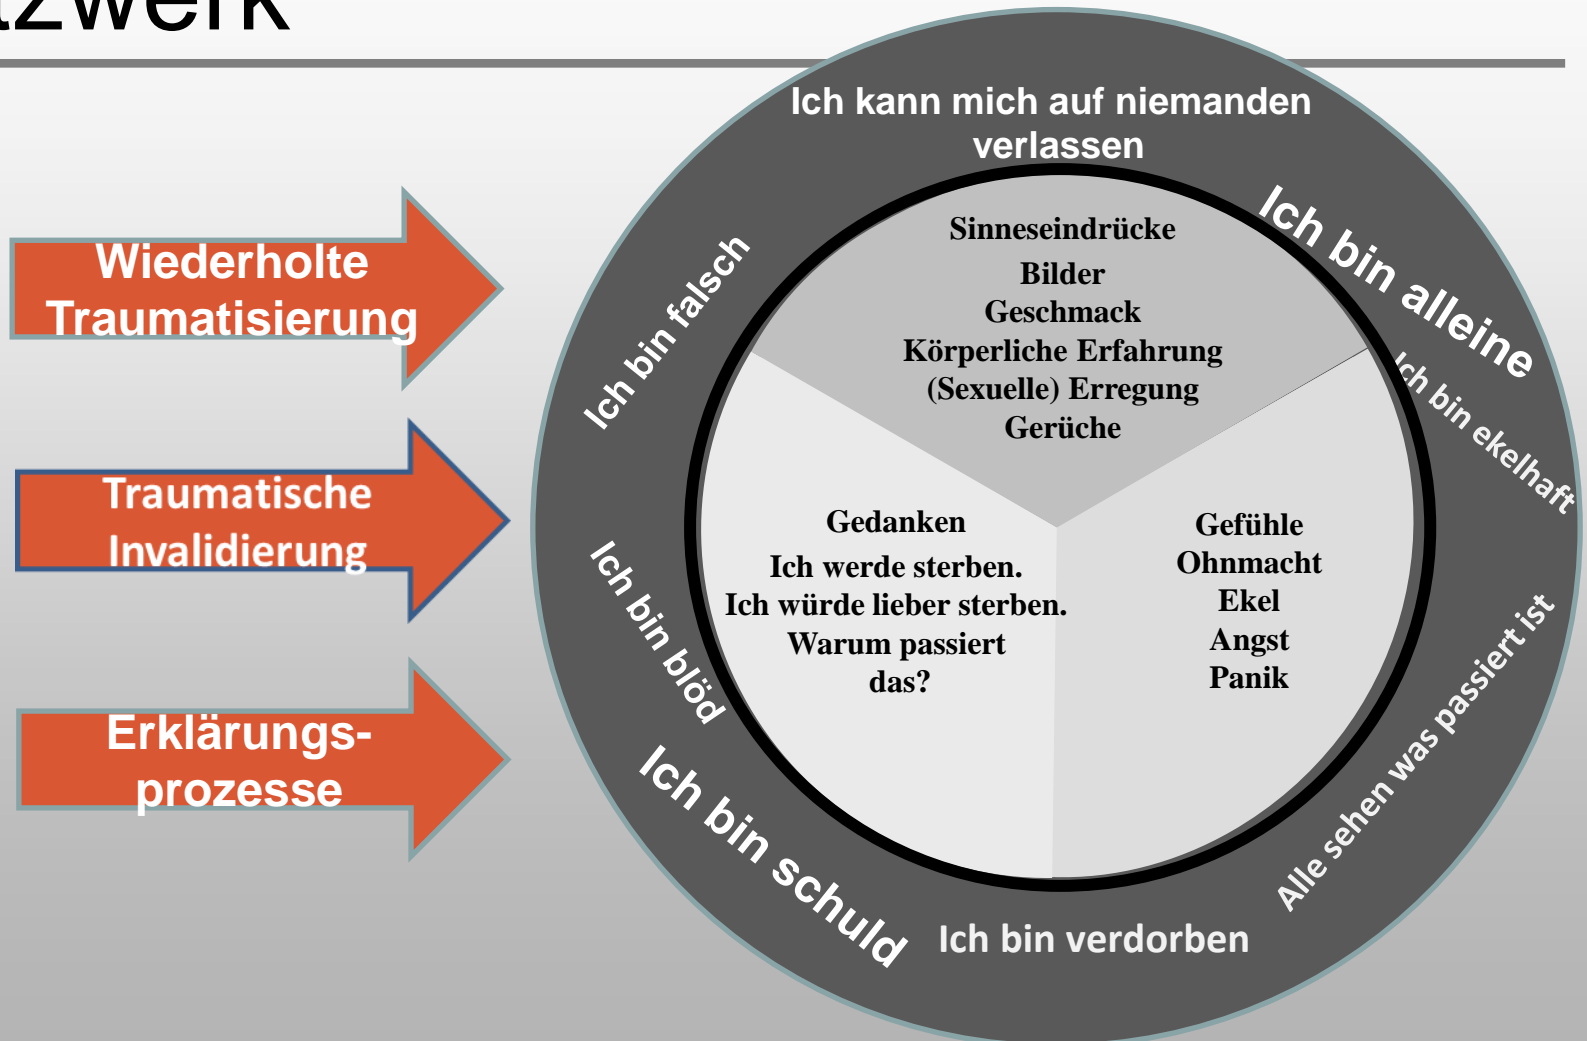 Wiederholte
Traumatisierung
Traumatische
Invalidierung
Erklärungs-
prozesse
Ich kann mich auf niemanden
verlassen
Ich bin alleine
Ich bin ekelhaft
Alle sehen was passiert ist
Ich bin verdorben
Ich bin schuld
Ich bin blöd
Ich bin falsch
Sinneseindrücke
Bilder
Geschmack
Körperliche Erfahrung
(Sexuelle) Erregung
Gerüche
Gedanken
Ich werde sterben.
Ich würde lieber sterben.
Warum passiert
das?
Gefühle
Ohnmacht
Ekel
Angst
Panik